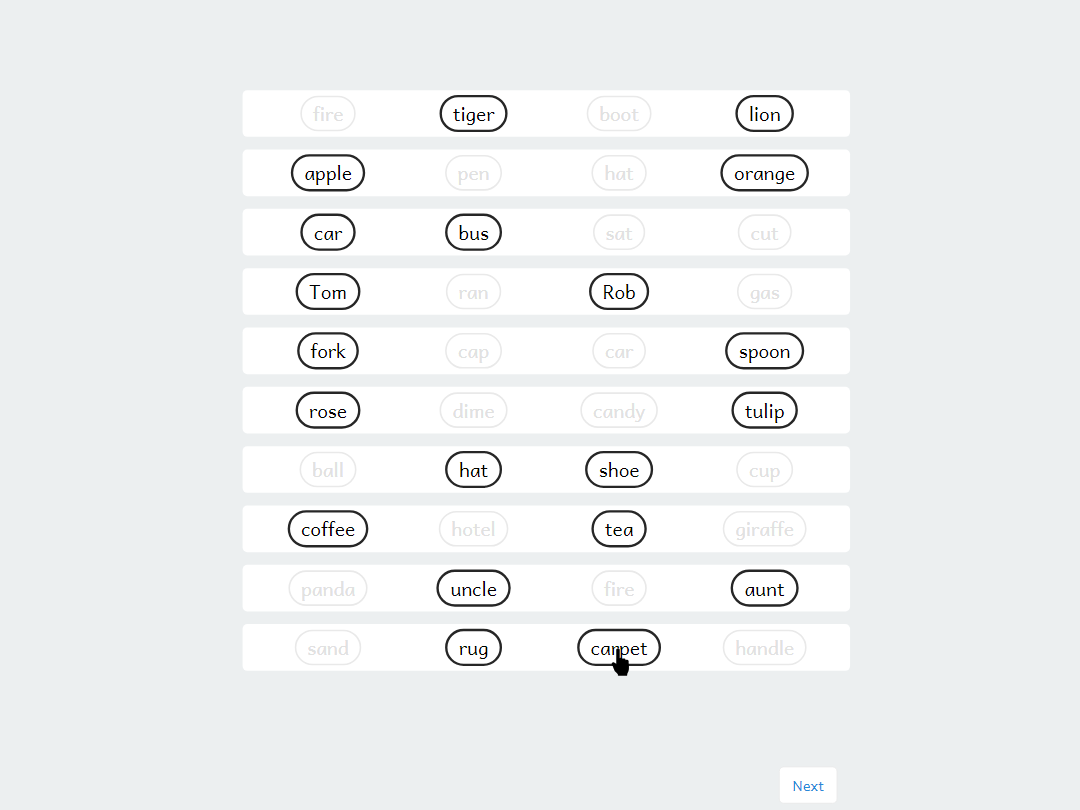 fire tiger boot lion
apple pen hat orange
car bus sat cut
Tom ran Rob gas
fork cap car spoon
rose dime candy tulip
ball hat shoe cup
coffee hotel tea giraffe
panda uncle fire aunt
sand rug carpet handle
Next